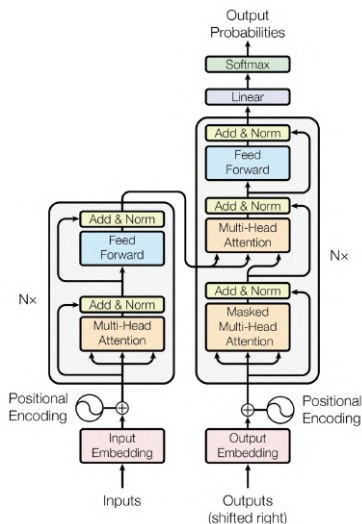 Output
Probabilities
Softmax
Linear
Add & Norm
Feed
Forward
Add & Norm
Multi-Head
Attention
Add & Norm
Masked
Multi-Head
Attention
N×
Add & Norm
Feed
Forward
N×
Add & Norm
Multi-Head
Attention
Positional
Encoding
Positional
Encoding
Input
Embedding
Output
Embedding
Inputs
Outputs
(shifted right)